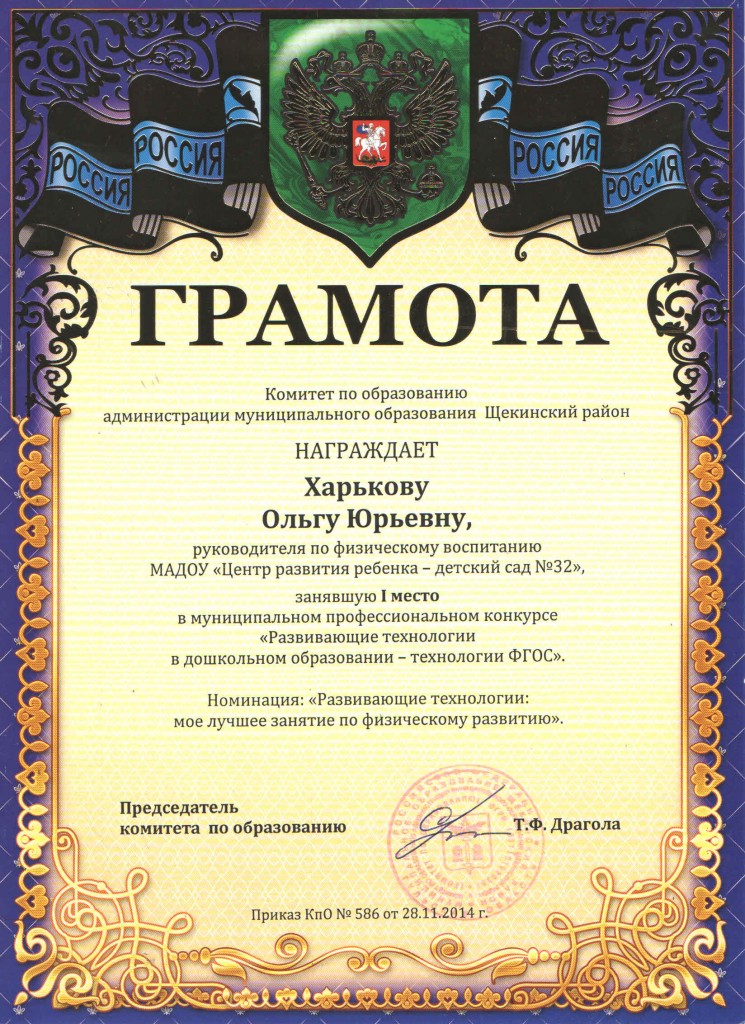 РОССИЯ
РОССИЯ
РОССИЯ
РОССИЯ
ГРАМОТА
Комитет по образованию
администрации муниципального образования Щекинский район
НАГРАЖДАЕТ
Харькову
Ольгу Юрьевну,
руководителя по физическому воспитанию
МАДОУ «Центр развития ребенка – детский сад №32»,
занявшую I место
в муниципальном профессиональном конкурсе
«Развивающие технологии
в дошкольном образовании – технологии ФГОС».
Номинация: «Развивающие технологии:
мое лучшее занятие по физическому развитию».
Председатель
комитета по образованию
Т.Ф. Драгола
Приказ КпО № 586 от 28.11.2014 г.